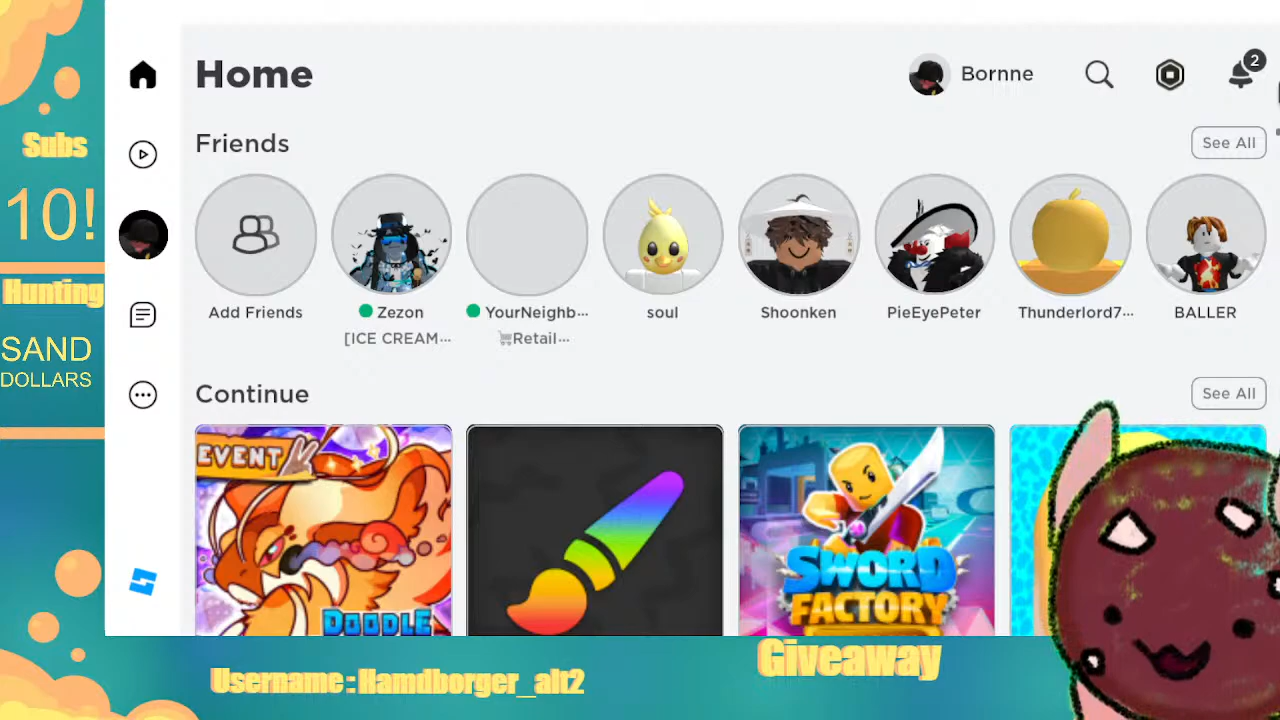 Home
Bornne
2
Friends
See All
Add Friends
Zezon
[ICE CREAM···
YourNeighb···
🛒Retail···
soul
Shoonken
PieEyePeter
Thunderlord7···
BALLER
Continue
See All
EVENT
DOODLE
SWORD
FACTORY
Subs
10!
Hunting
SAND
DOLLARS
Username : Hamdborger_alt2
Giveaway